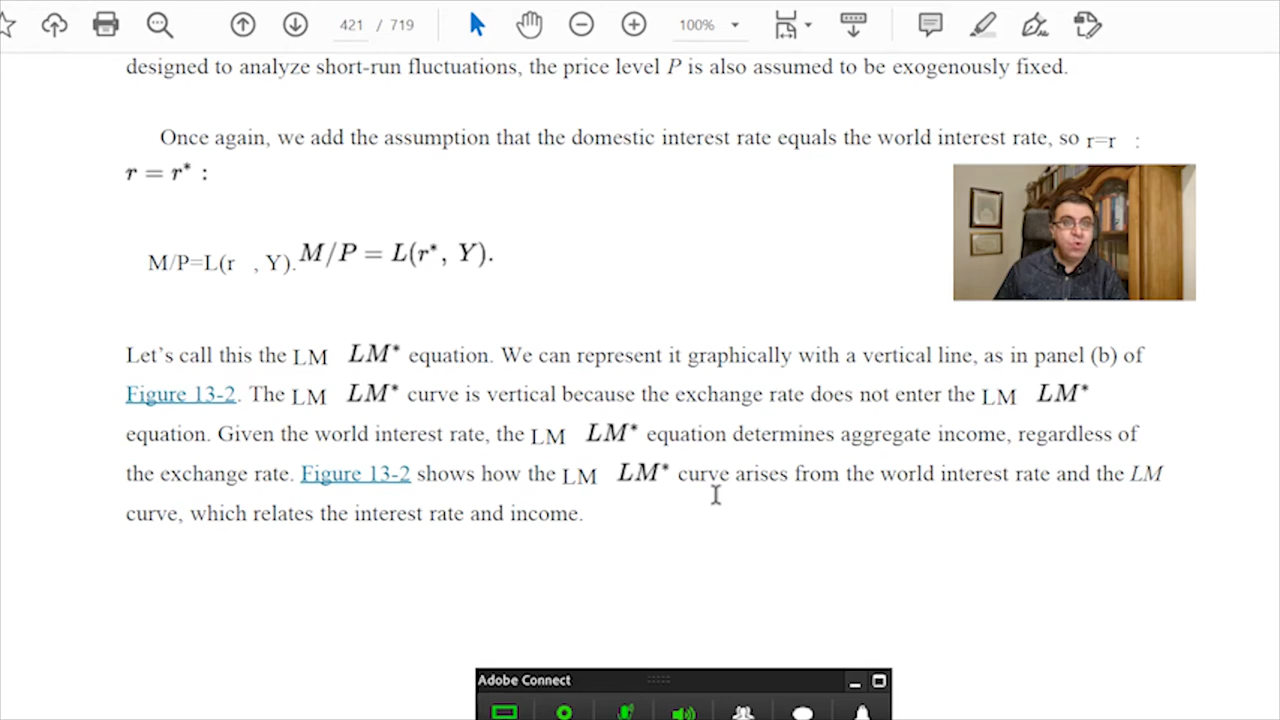 421 / 719
100%
designed to analyze short-run fluctuations, the price level P is also assumed to be exogenously fixed.
Once again, we add the assumption that the domestic interest rate equals the world interest rate, so r=r :
r = r* :
M/P=L(r , Y). M/P = L(r*, Y).
Let's call this the LM LM* equation. We can represent it graphically with a vertical line, as in panel (b) of
Figure 13-2. The LM LM* curve is vertical because the exchange rate does not enter the LM LM*
equation. Given the world interest rate, the LM LM* equation determines aggregate income, regardless of
the exchange rate. Figure 13-2 shows how the LM LM* curve arises from the world interest rate and the LM
curve, which relates the interest rate and income.
Adobe Connect